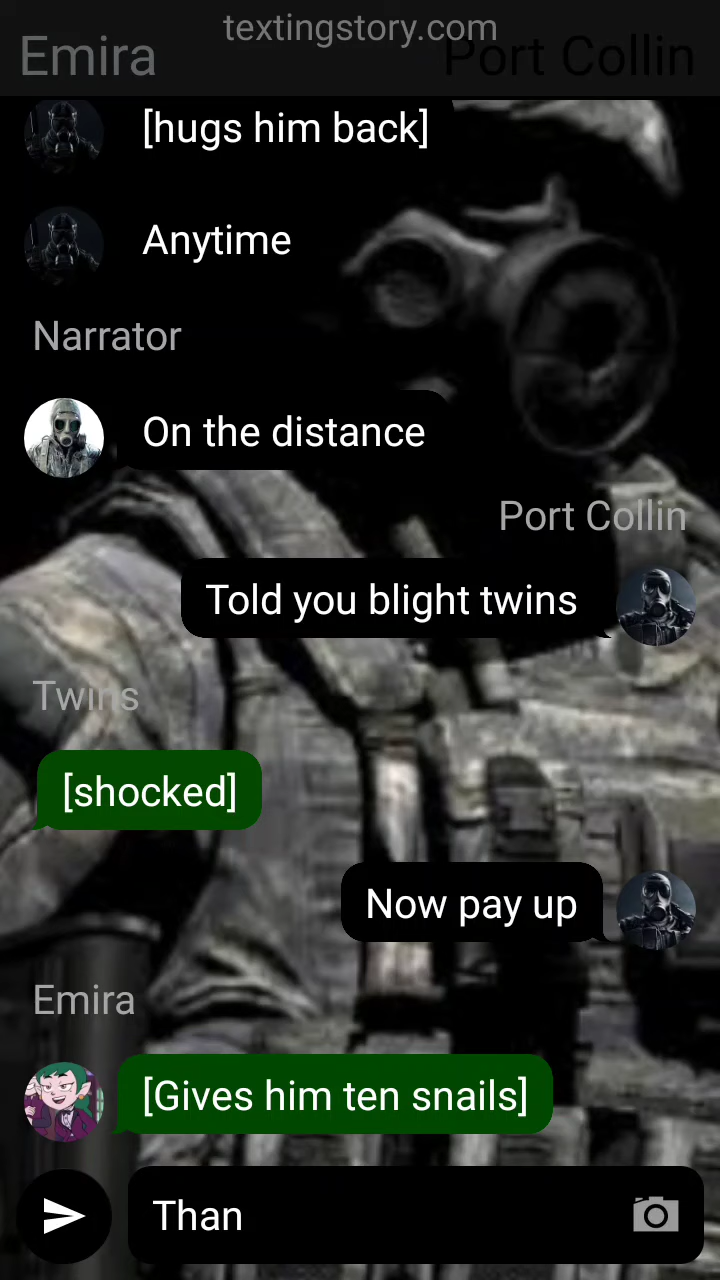 textingstory.com
Emira
Port Collin
[hugs him back]
Anytime
Narrator
On the distance
Port Collin
Told you blight twins
Twins
[shocked]
Now pay up
Emira
[Gives him ten snails]
Than